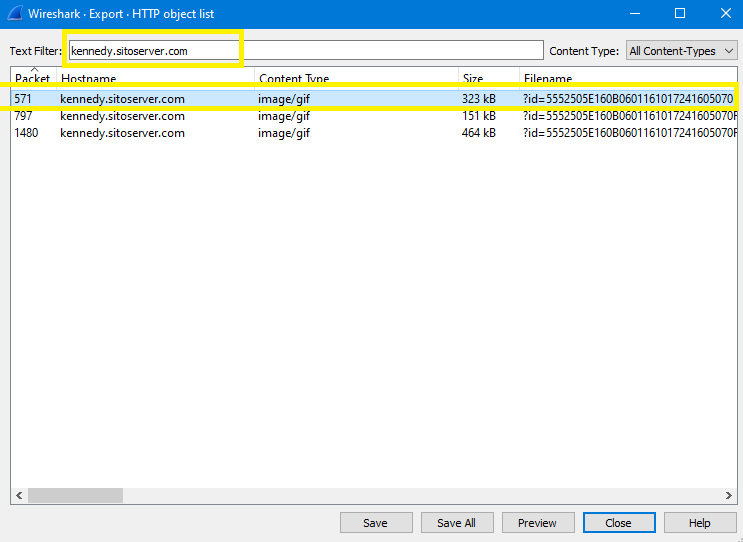 Wireshark · Export · HTTP object list
Text Filter: kennedy.sitoserver.com Content Type: All Content-Types
Packet Hostname Content Type Size Filename
571 kennedy.sitoserver.com image/gif 323 kB ?id=5552505E160B0601161017241605070
797 kennedy.sitoserver.com image/gif 151 kB ?id=5552505E160B0601161017241605070F
1480 kennedy.sitoserver.com image/gif 464 kB ?id=5552505E160B0601161017241605070F
Save Save All Preview Close Help